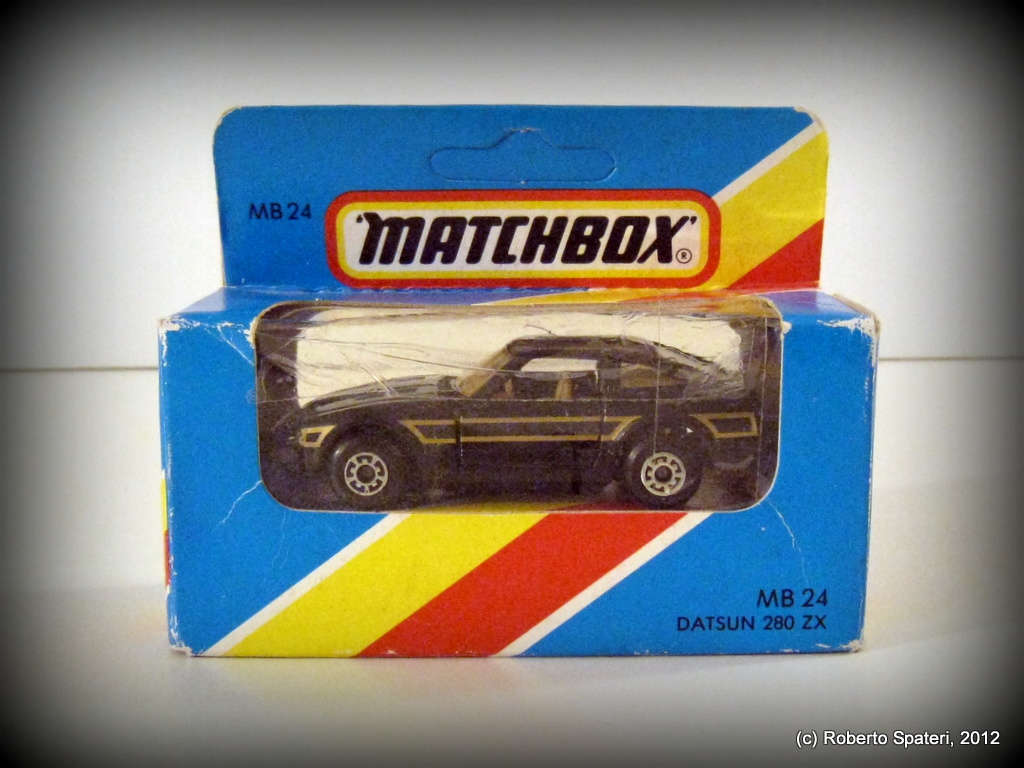 MB 24
'MATCHBOX'®
MB 24
DATSUN 280 ZX
(c) Roberto Spateri, 2012